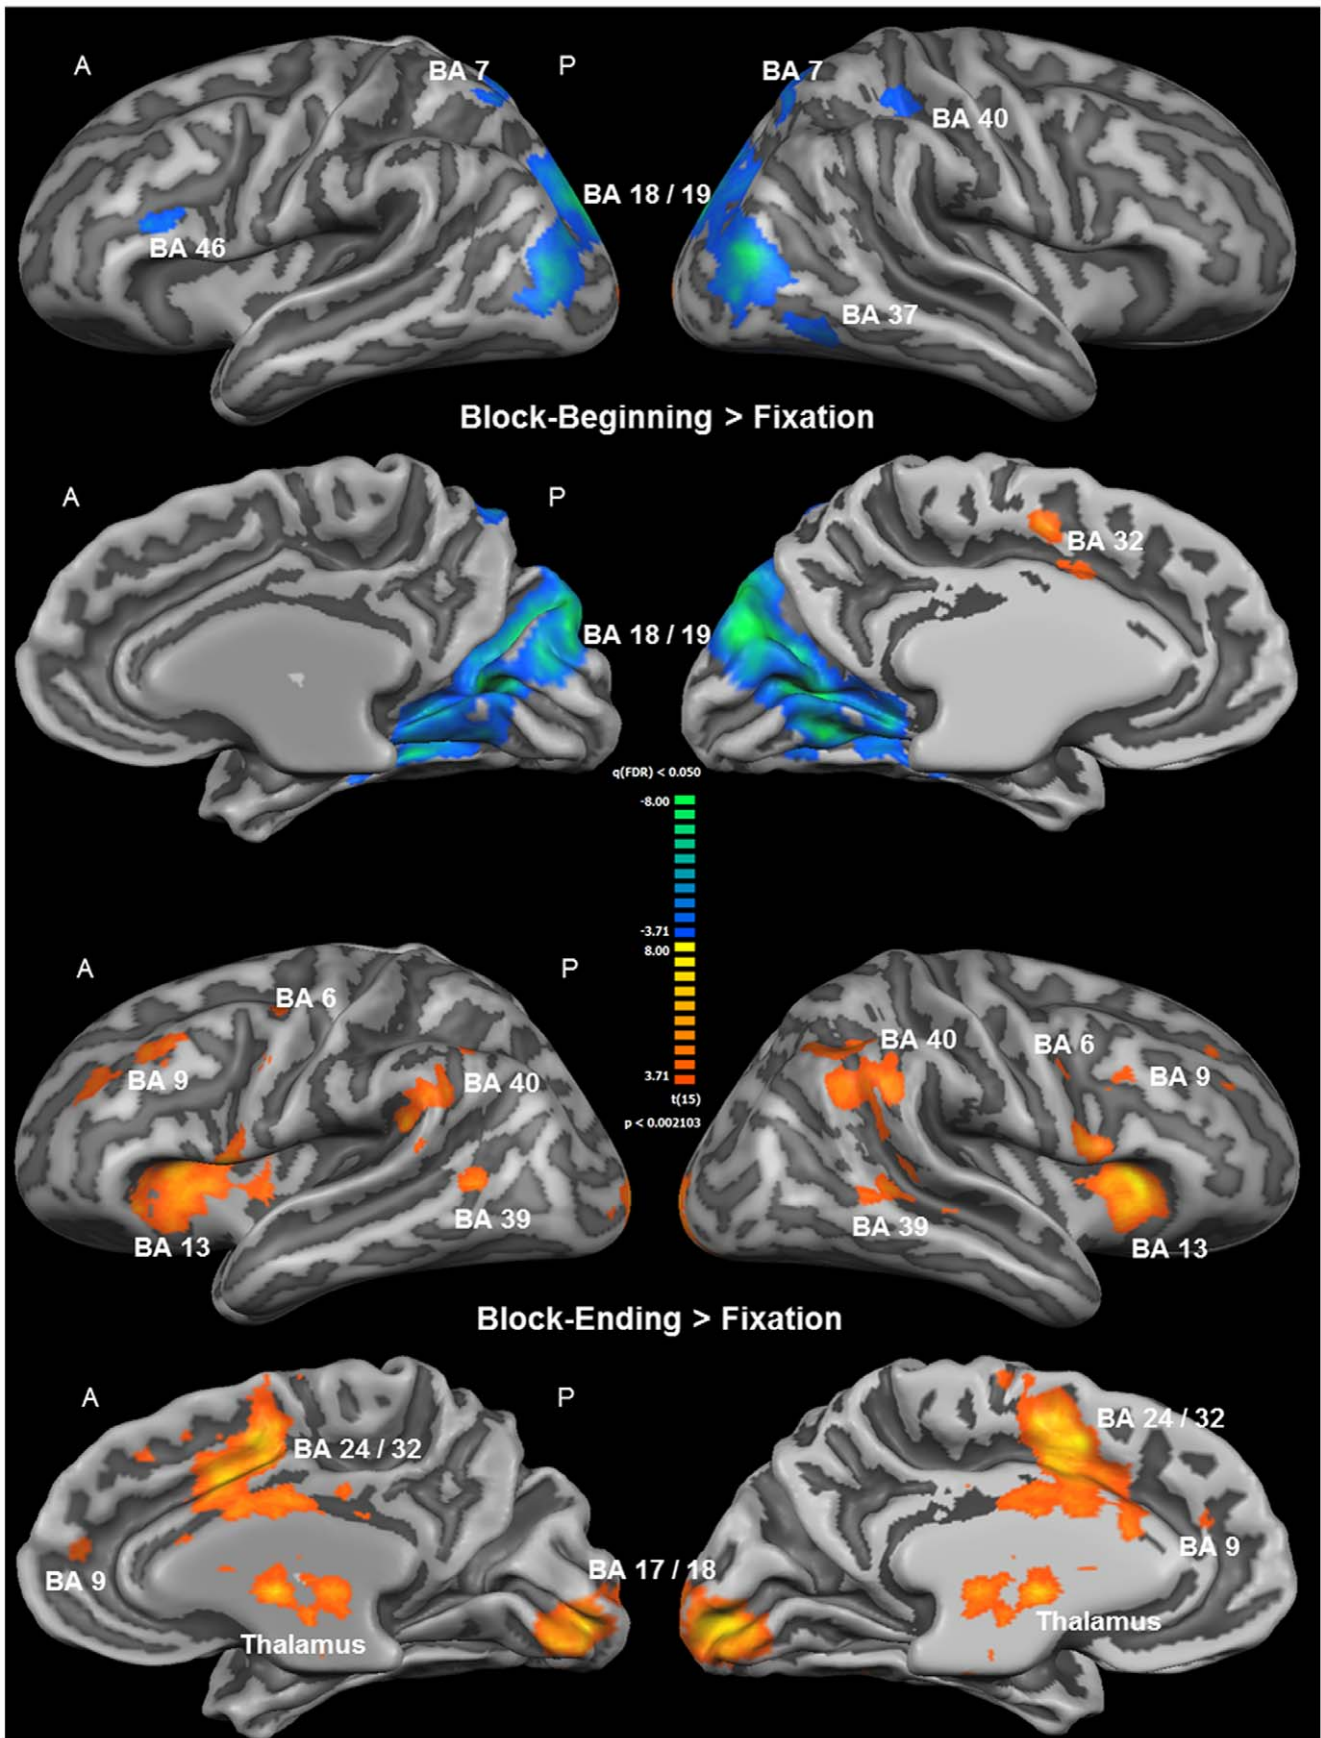 A
BA 7
P
BA 7
BA 40
BA 18 / 19
BA 46
BA 37
Block-Beginning > Fixation
A
P
BA 32
BA 18 / 19
q(FDR) < 0.050
-8.00
-3.71
8.00
3.71
t(15)
p < 0.002103
A
P
BA 6
BA 40
BA 6
BA 9
BA 40
BA 9
BA 39
BA 39
BA 13
BA 13
Block-Ending > Fixation
A
P
BA 24 / 32
BA 24 / 32
BA 9
BA 17 / 18
BA 9
Thalamus
Thalamus